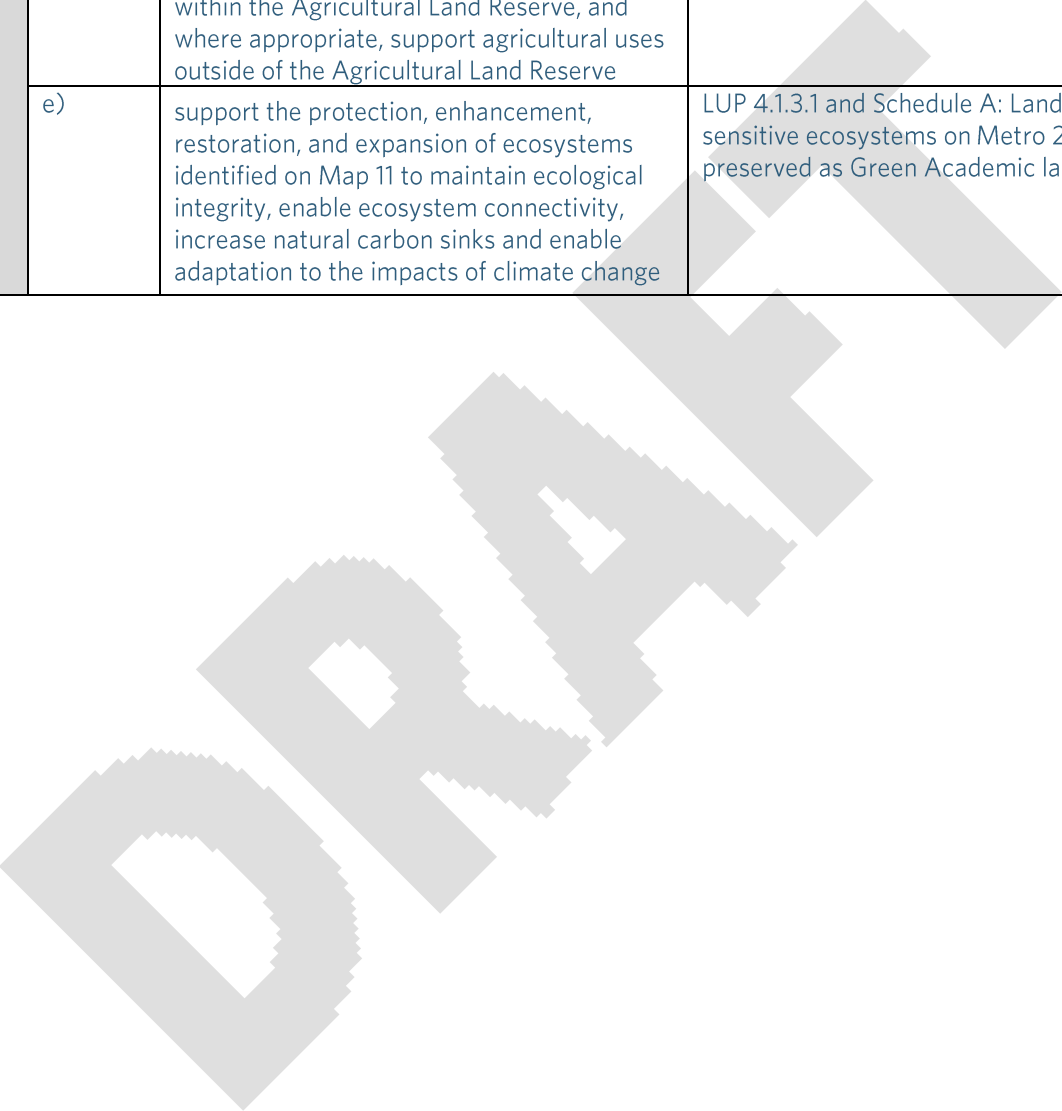 within the Agricultural Land Reserve, and
where appropriate, support agricultural uses
outside of the Agricultural Land Reserve
e)
support the protection, enhancement,
restoration, and expansion of ecosystems
identified on Map 11 to maintain ecological
integrity, enable ecosystem connectivity,
increase natural carbon sinks and enable
adaptation to the impacts of climate change
LUP 4.1.3.1 and Schedule A: Land
sensitive ecosystems on Metro 2
preserved as Green Academic la
DRAFT